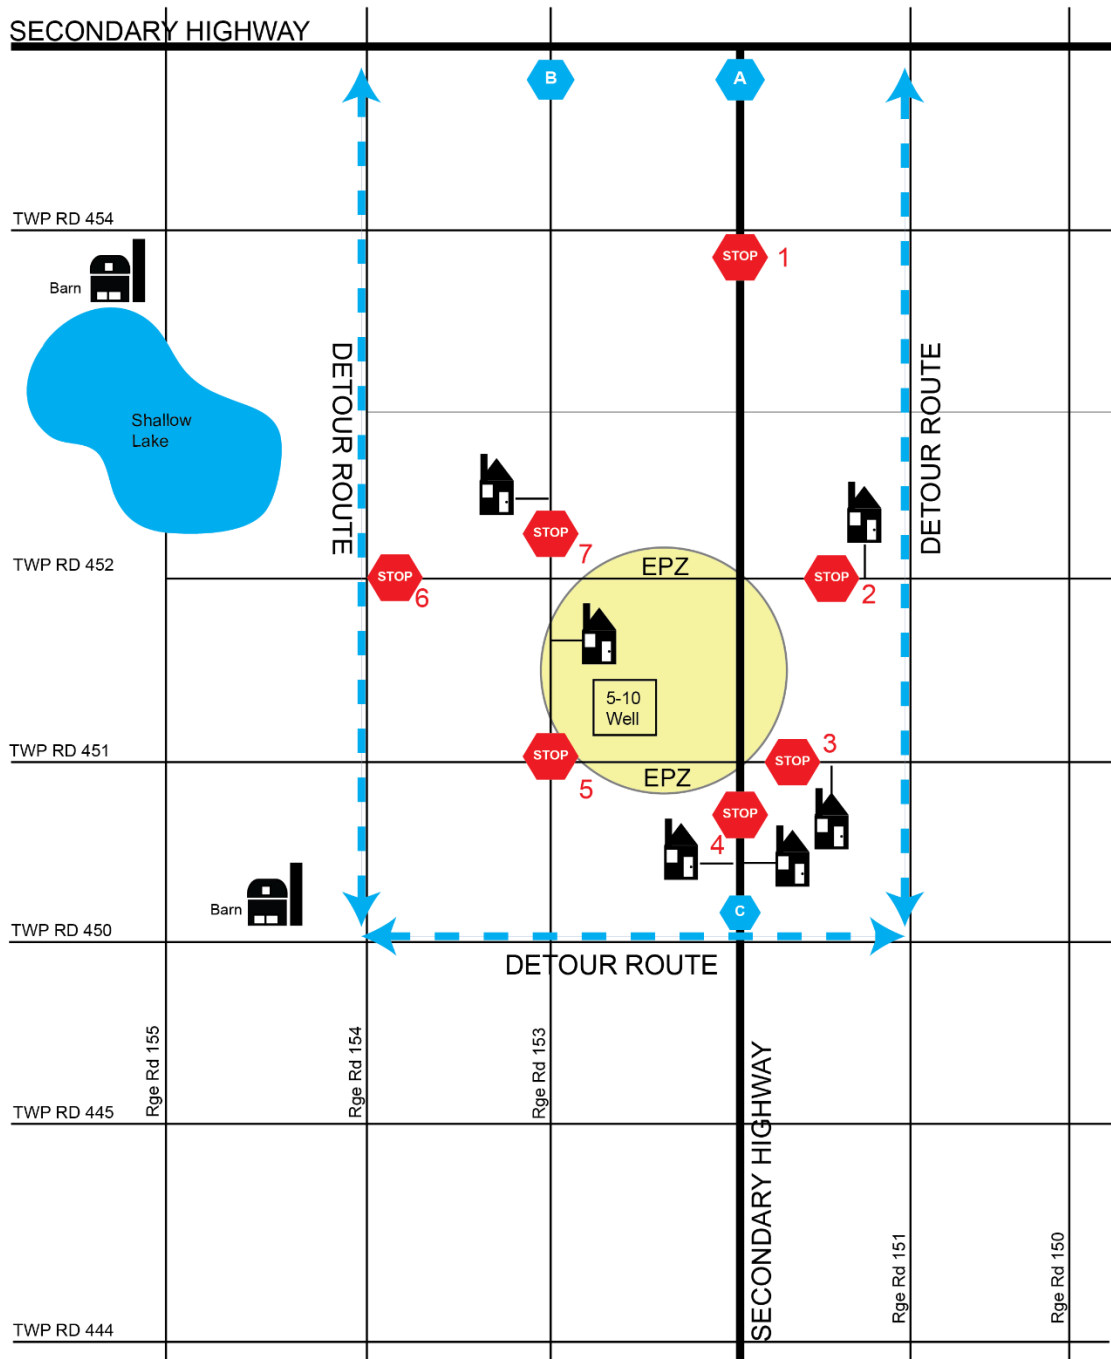 SECONDARY HIGHWAY
B
A
TWP RD 454
STOP
1
Barn
DETOUR ROUTE
DETOUR ROUTE
Shallow
Lake
STOP
7
TWP RD 452
STOP
6
EPZ
STOP
2
5-10
Well
TWP RD 451
STOP
5
EPZ
STOP
3
STOP
4
Barn
C
TWP RD 450
DETOUR ROUTE
Rge Rd 155
Rge Rd 154
Rge Rd 153
SECONDARY HIGHWAY
TWP RD 445
Rge Rd 151
Rge Rd 150
TWP RD 444